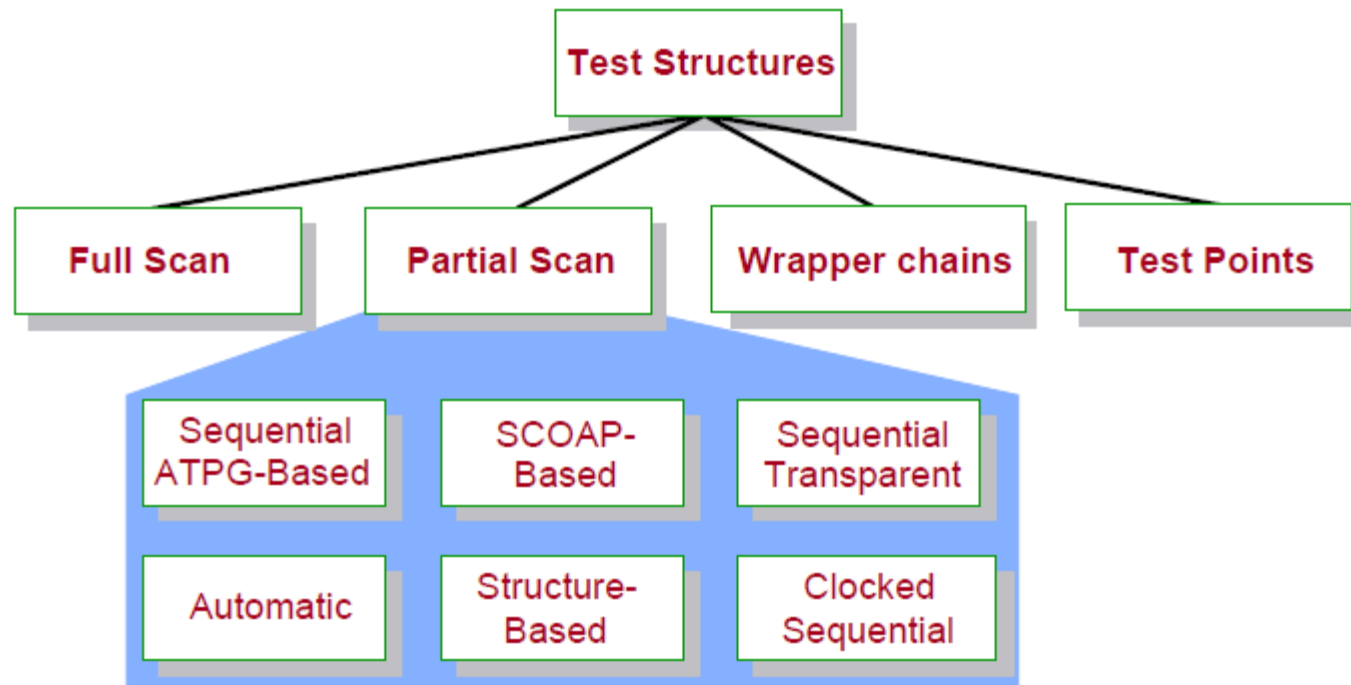 Test Structures
Full Scan
Partial Scan
Wrapper chains
Test Points
Sequential
ATPG-Based
SCOAP-
Based
Sequential
Transparent
Automatic
Structure-
Based
Clocked
Sequential